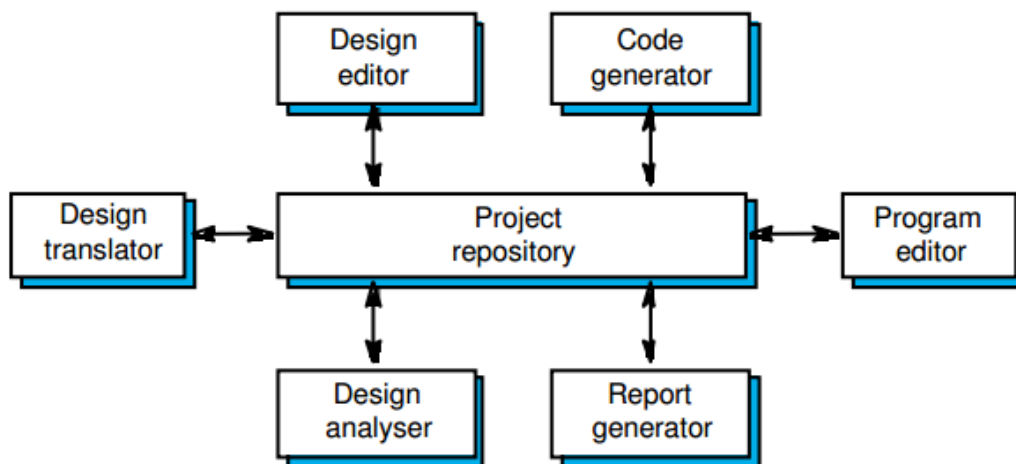 Design
editor
Code
generator
Design
translator
Project
repository
Program
editor
Design
analyser
Report
generator